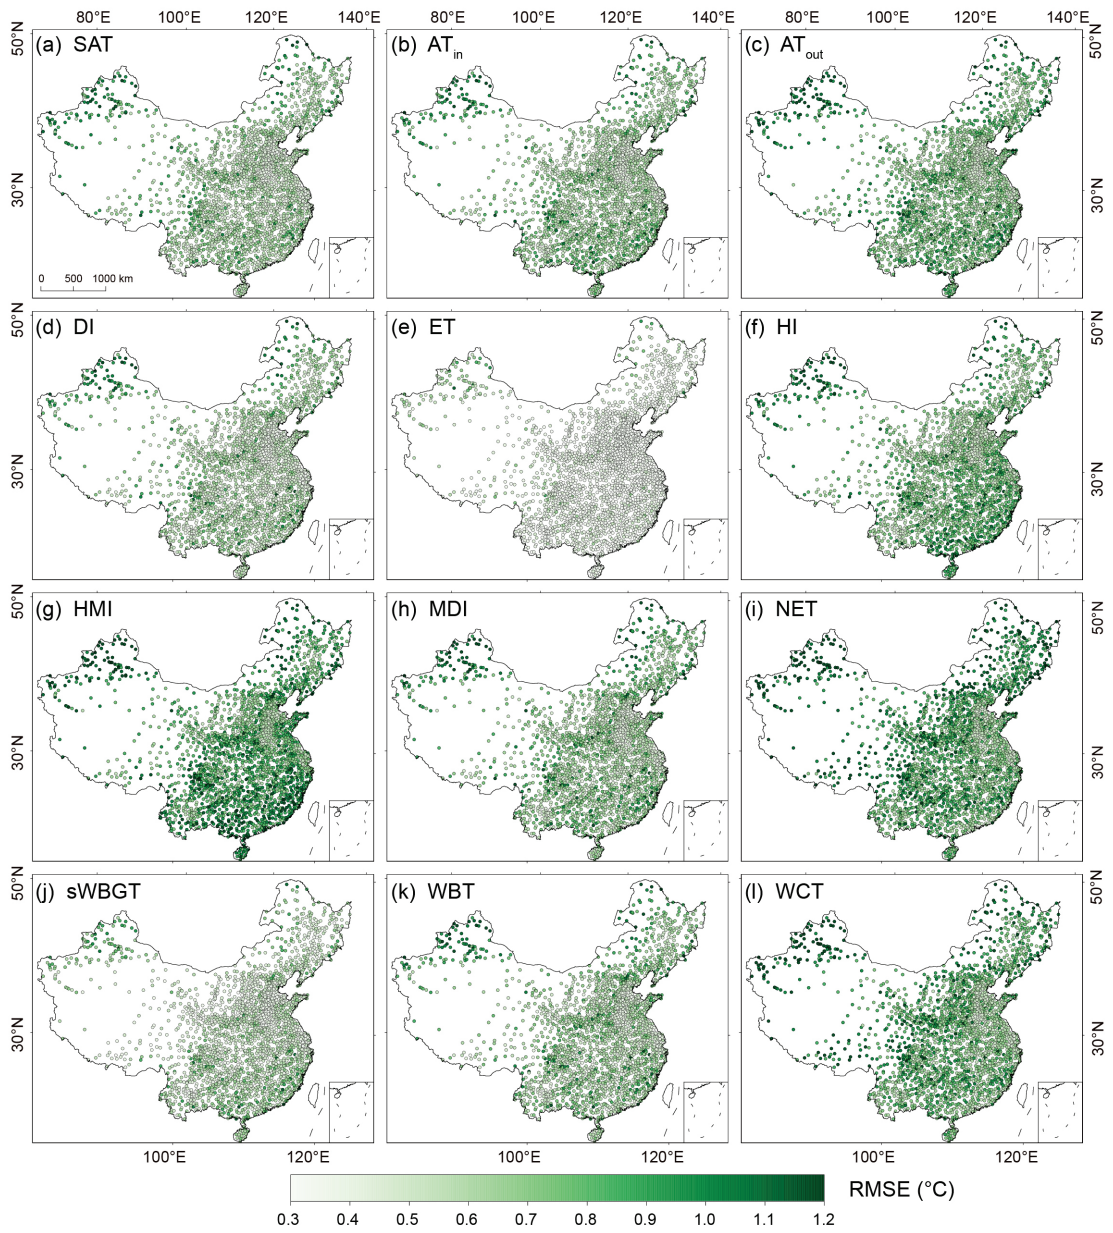 80°E 100°E 120°E 140°E 80°E 100°E 120°E 140°E 80°E 100°E 120°E 140°E
50°N (a) SAT (b) ATin (c) ATout 50°N
30°N 30°N
0 500 1000 km
50°N (d) DI (e) ET (f) HI 50°N
30°N 30°N
50°N (g) HMI (h) MDI (i) NET 50°N
30°N 30°N
50°N (j) sWBGT (k) WBT (l) WCT 50°N
30°N 30°N
100°E 120°E 100°E 120°E 100°E 120°E
RMSE (°C)
0.3 0.4 0.5 0.6 0.7 0.8 0.9 1.0 1.1 1.2